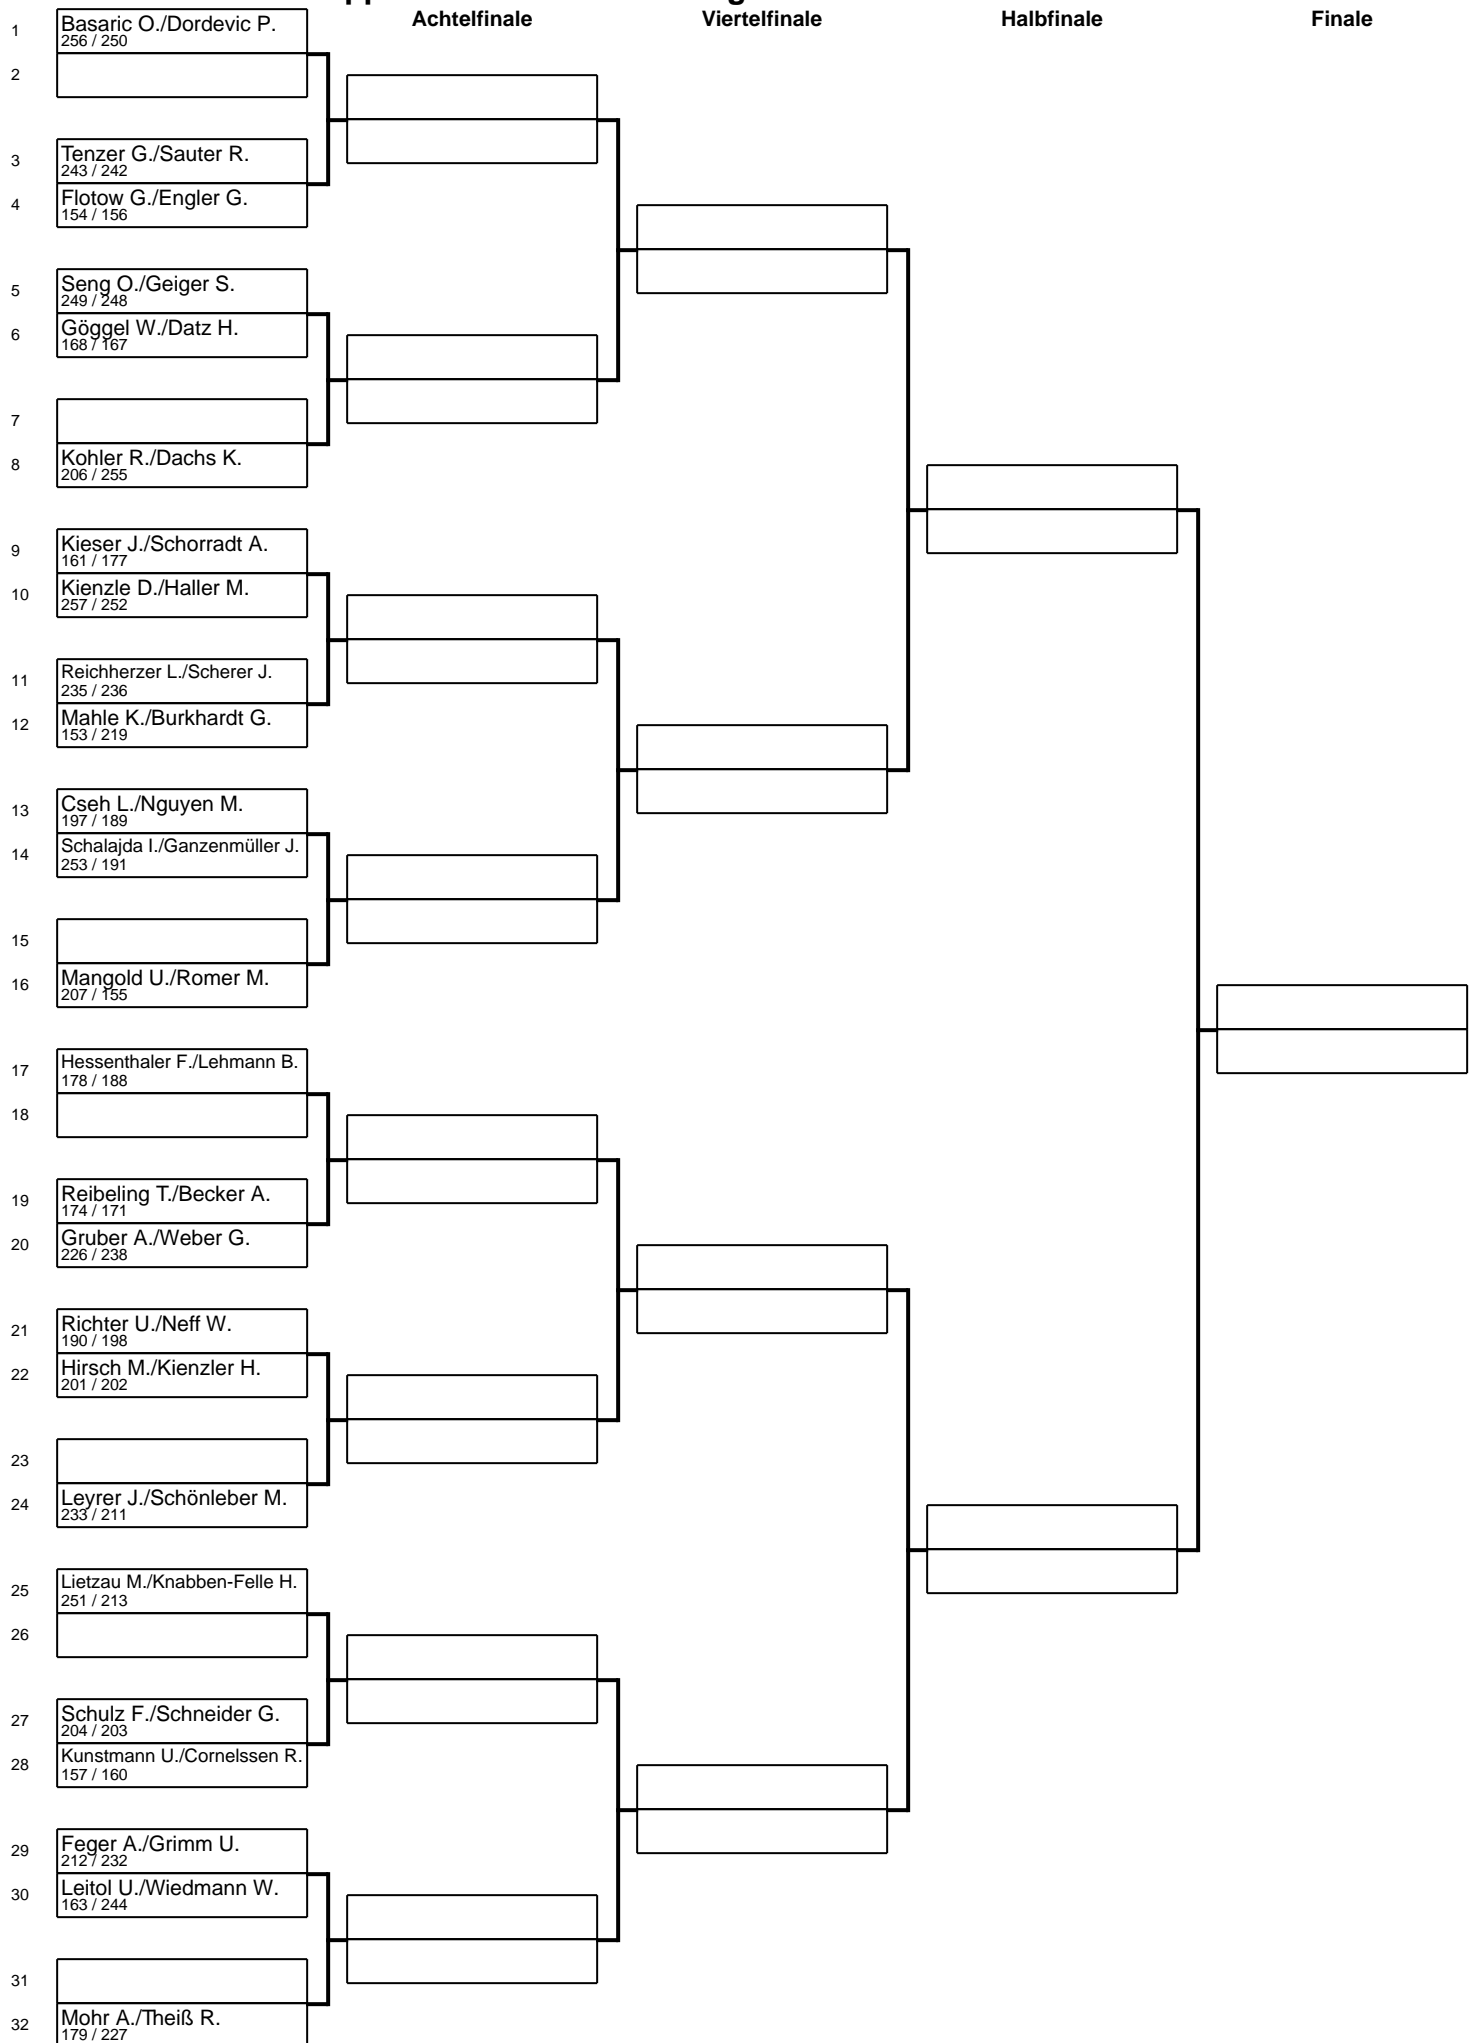 Achtelfinale Viertelfinale Halbfinale Finale
1 Basaric O./Dordevic P.
256 / 250
2
3 Tenzer G./Sauter R.
243 / 242
4 Flotow G./Engler G.
154 / 156
5 Seng O./Geiger S.
249 / 248
6 Göggel W./Datz H.
168 / 167
7
8 Kohler R./Dachs K.
206 / 255
9 Kieser J./Schorradt A.
161 / 177
10 Kienzle D./Haller M.
257 / 252
11 Reichherzer L./Scherer J.
235 / 236
12 Mahle K./Burkhardt G.
153 / 219
13 Cseh L./Nguyen M.
197 / 189
14 Schalajda I./Ganzenmüller J.
253 / 191
15
16 Mangold U./Romer M.
207 / 155
17 Hessenthaler F./Lehmann B.
178 / 188
18
19 Reibeling T./Becker A.
174 / 171
20 Gruber A./Weber G.
226 / 238
21 Richter U./Neff W.
190 / 198
22 Hirsch M./Kienzler H.
201 / 202
23
24 Leyrer J./Schönleber M.
233 / 211
25 Lietzau M./Knabben-Felle H.
251 / 213
26
27 Schulz F./Schneider G.
204 / 203
28 Kunstmann U./Cornelssen R.
157 / 160
29 Feger A./Grimm U.
212 / 232
30 Leitol U./Wiedmann W.
163 / 244
31
32 Mohr A./Theiß R.
179 / 227